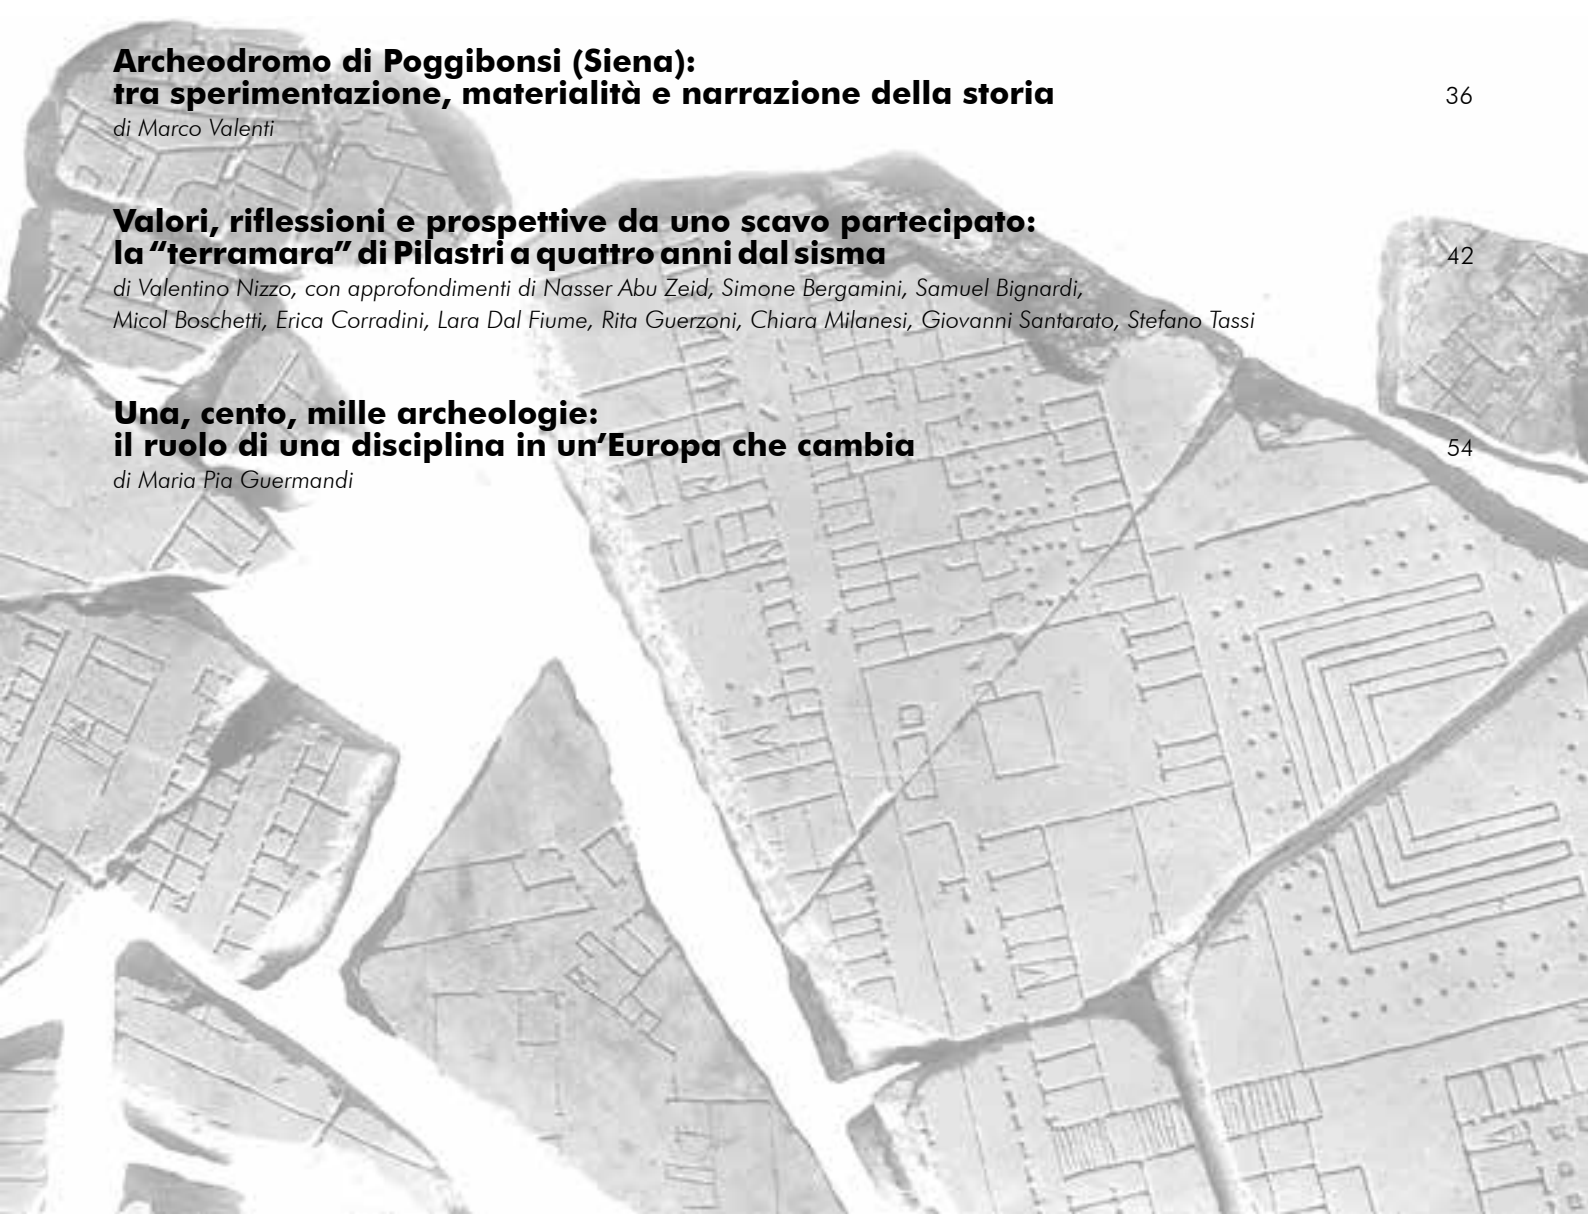 Archeodromo di Poggibonsi (Siena):
tra sperimentazione, materialità e narrazione della storia 36
di Marco Valenti
Valori, riflessioni e prospettive da uno scavo partecipato:
la “terramara” di Pilastri a quattro anni dal sisma 42
di Valentino Nizzo, con approfondimenti di Nasser Abu Zeid, Simone Bergamini, Samuel Bignardi,
Micol Boschetti, Erica Corradini, Lara Dal Fiume, Rita Guerzoni, Chiara Milanesi, Giovanni Santarato, Stefano Tassi
Una, cento, mille archeologie:
il ruolo di una disciplina in un’Europa che cambia 54
di Maria Pia Guermandi